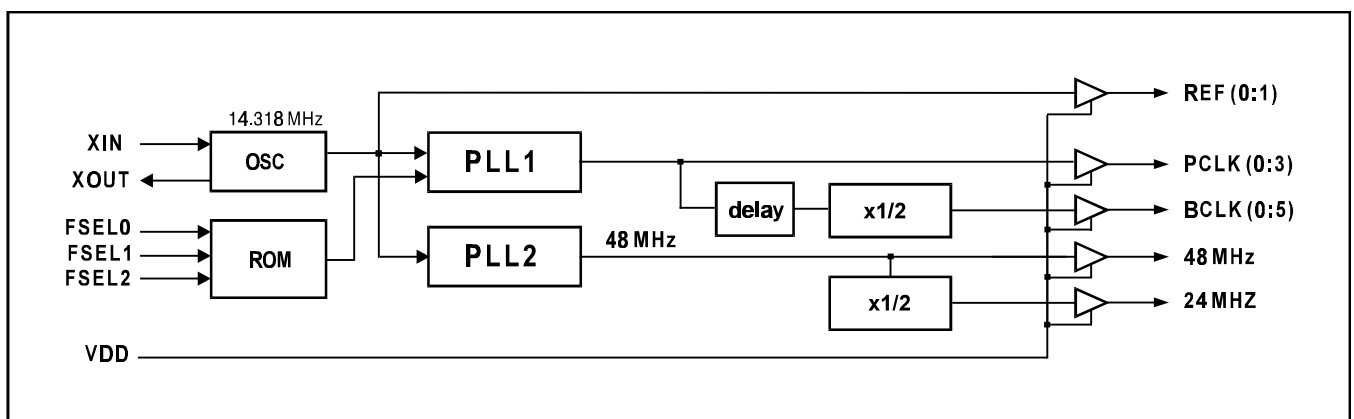 14.318 MHz
XIN
XOUT
OSC
FSEL0
FSEL1
FSEL2
ROM
VDD
PLL1
PLL2
48 MHz
delay
x1/2
x1/2
REF (0:1)
PCLK (0:3)
BCLK (0:5)
48 MHz
24 MHZ